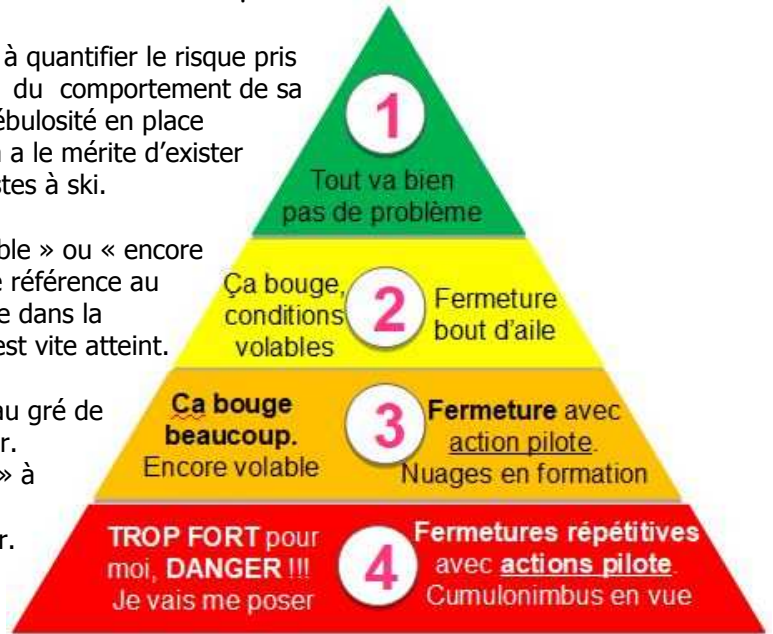 à quantifier le risque pris
du comportement de sa
ébulosité en place
a le mérite d'exister
stes à ski.
ble » ou « encore
e référence au
e dans la
est vite atteint.
au gré de
r.
» à
r.
1
Tout va bien
pas de problème
Ça bouge,
conditions
volables
2
Fermeture
bout d'aile
Ça bouge
beaucoup.
Encore volable
3
Fermeture avec
action pilote.
Nuages en formation
TROP FORT pour
moi, DANGER !!!
Je vais me poser
4
Fermetures répétitives
avec actions pilote.
Cumulonimbus en vue